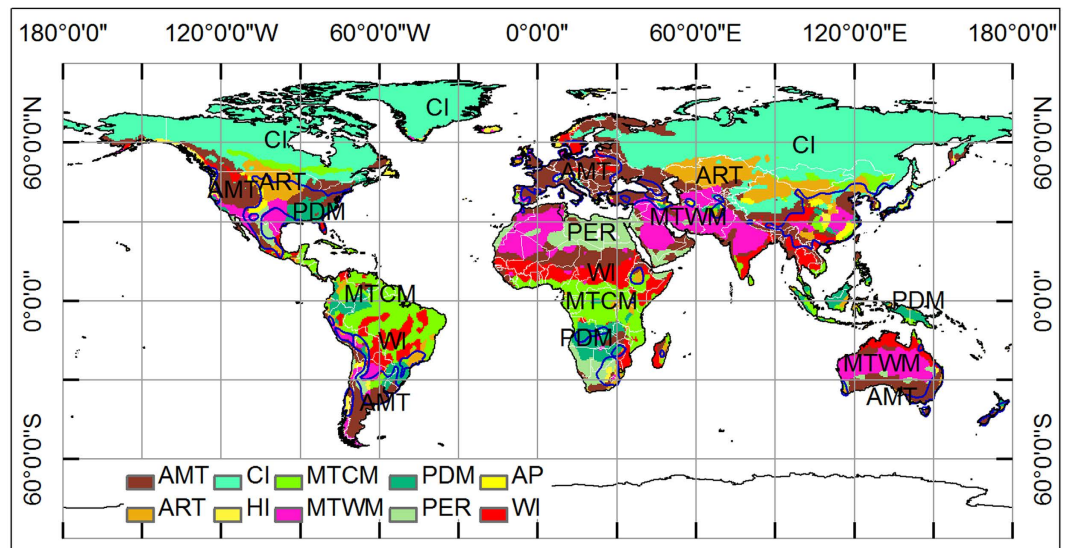 180°0'0" 120°0'0"W 60°0'0"W 0°0'0"E 60°0'0"E 120°0'0"E 180°0'0"
60°0'0"N
0°0'0"
60°0'0"S
60°0'0"N
0°0'0"
60°0'0"S
CI
CI
CI
AMT
ART
AMT
ART
PDM
MTWM
PER
WI
MTCM
MTCM
PDM
WI
PDM
MTWM
AMT
AMT
AMT CI MTCM PDM AP
ART HI MTWM PER WI